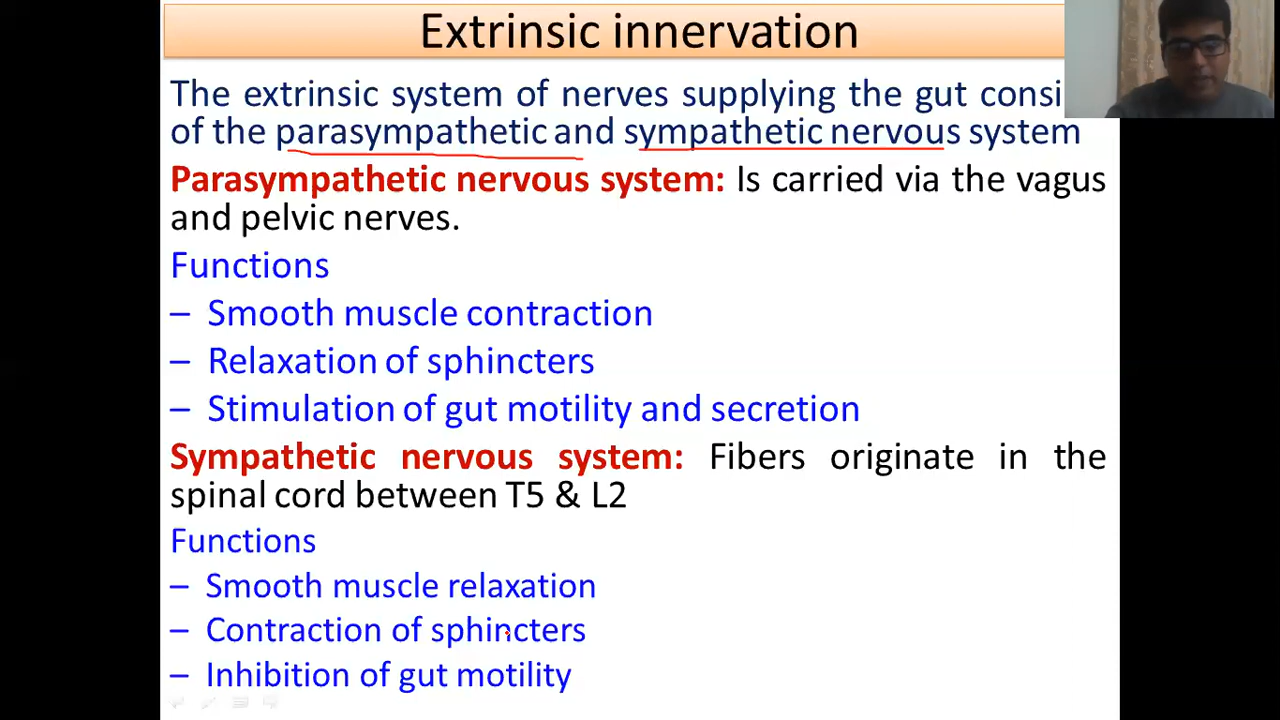 Extrinsic innervation
The extrinsic system of nerves supplying the gut consi
of the parasympathetic and sympathetic nervous system
Parasympathetic nervous system: Is carried via the vagus
and pelvic nerves.
Functions
– Smooth muscle contraction
– Relaxation of sphincters
– Stimulation of gut motility and secretion
Sympathetic nervous system: Fibers originate in the
spinal cord between T5 & L2
Functions
– Smooth muscle relaxation
– Contraction of sphincters
– Inhibition of gut motility